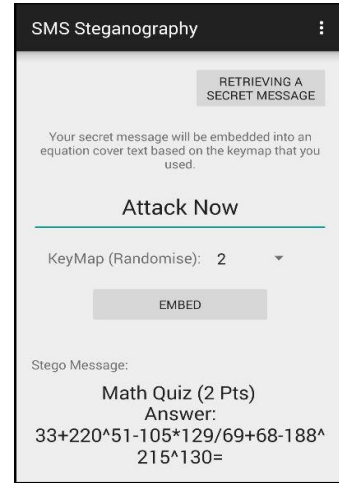 SMS Steganography
RETRIEVING A
SECRET MESSAGE
Your secret message will be embedded into an
equation cover text based on the keymap that you
used.
Attack Now
KeyMap (Randomise): 2
EMBED
Stego Message:
Math Quiz (2 Pts)
Answer:
33+220^51-105*129/69+68-188^
215^130=